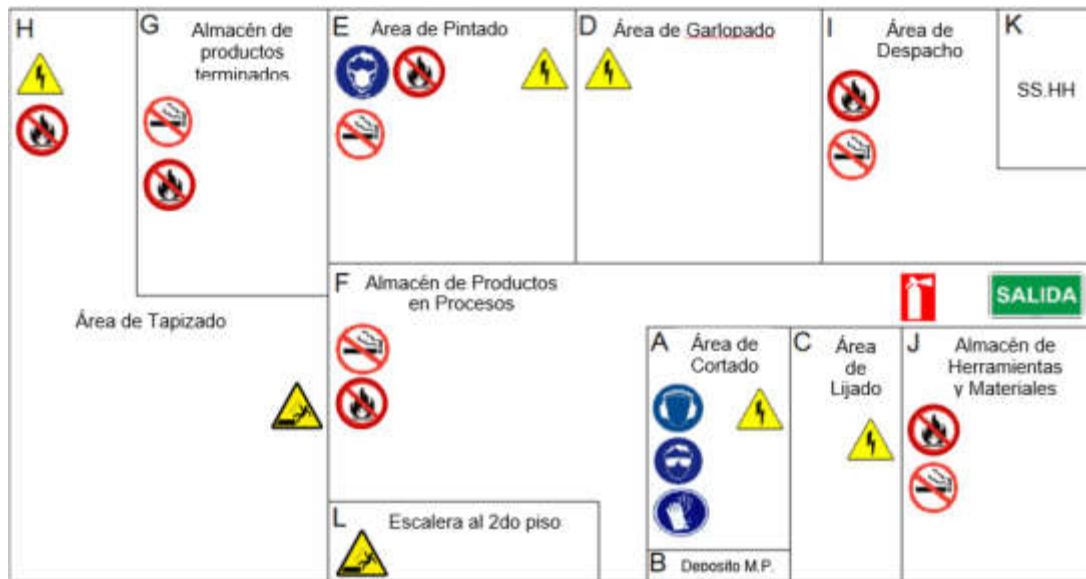 H
G
Almacén de
productos
terminados
E
Área de Pintado
D
Área de Garlopado
I
Área de
Despacho
K
SS.HH
Área de Tapizado
F
Almacén de Productos
en Procesos
SALIDA
A
Área de
Cortado
C
Área
de
Lijado
J
Almacén de
Herramientas
y Materiales
L
Escalera al 2do piso
B
Deposito M.P.